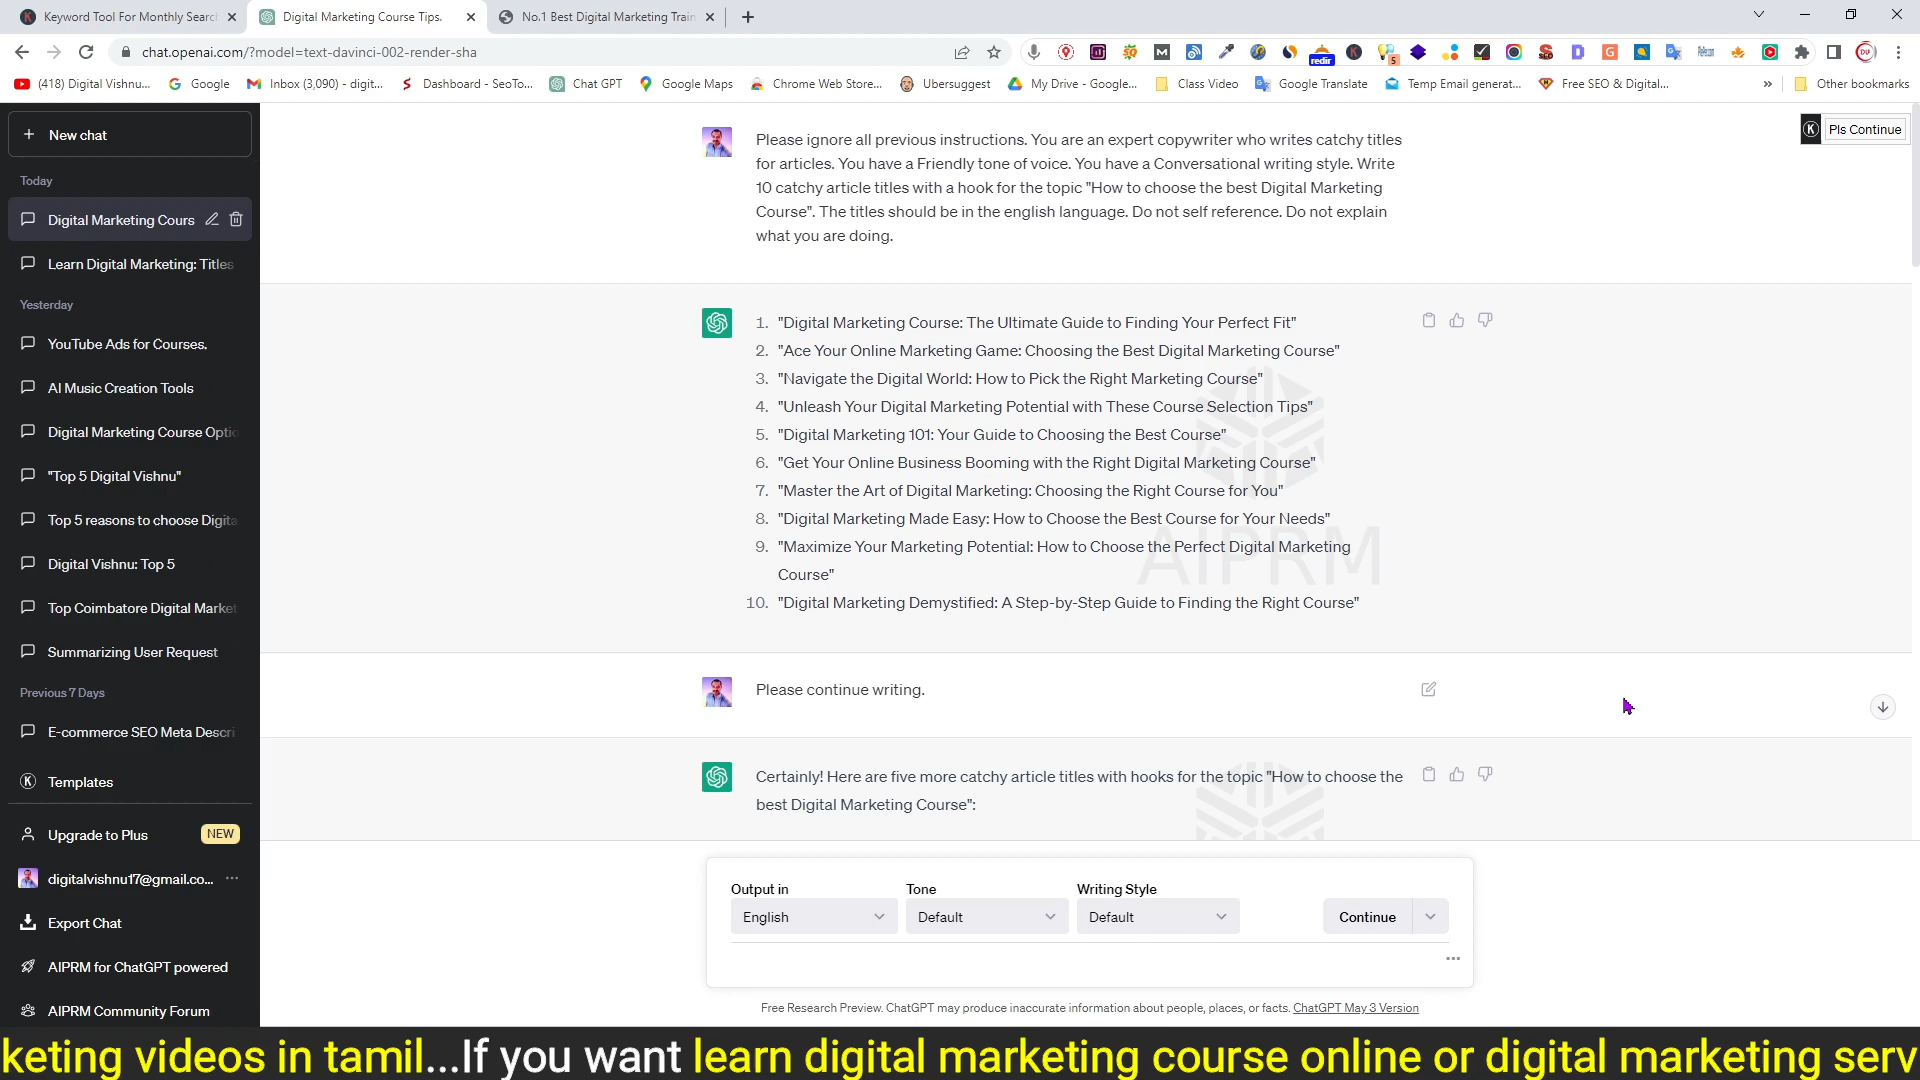 Keyword Tool For Monthly Searc
Digital Marketing Course Tips.
No.1 Best Digital Marketing Train
chat.openai.com/?model=text-davinci-002-render-sha
(418) Digital Vishnu...
Google
Inbox (3,090) - digit...
Dashboard - SeoTo...
Chat GPT
Google Maps
Chrome Web Store...
Ubersuggest
My Drive - Google...
Class Video
Google Translate
Temp Email generat...
Free SEO & Digital...
»
Other bookmarks
+ New chat
Today
Digital Marketing Cours
Learn Digital Marketing: Titles
Yesterday
YouTube Ads for Courses.
AI Music Creation Tools
Digital Marketing Course Optio
"Top 5 Digital Vishnu"
Top 5 reasons to choose Digita
Digital Vishnu: Top 5
Top Coimbatore Digital Market
Summarizing User Request
Previous 7 Days
E-commerce SEO Meta Descri
Templates
Upgrade to Plus NEW
digitalvishnu17@gmail.co... ...
Export Chat
AIPRM for ChatGPT powered
AIPRM Community Forum
Pls Continue
Please ignore all previous instructions. You are an expert copywriter who writes catchy titles
for articles. You have a Friendly tone of voice. You have a Conversational writing style. Write
10 catchy article titles with a hook for the topic "How to choose the best Digital Marketing
Course". The titles should be in the english language. Do not self reference. Do not explain
what you are doing.
1. "Digital Marketing Course: The Ultimate Guide to Finding Your Perfect Fit"
2. "Ace Your Online Marketing Game: Choosing the Best Digital Marketing Course"
3. "Navigate the Digital World: How to Pick the Right Marketing Course"
4. "Unleash Your Digital Marketing Potential with These Course Selection Tips"
5. "Digital Marketing 101: Your Guide to Choosing the Best Course"
6. "Get Your Online Business Booming with the Right Digital Marketing Course"
7. "Master the Art of Digital Marketing: Choosing the Right Course for You"
8. "Digital Marketing Made Easy: How to Choose the Best Course for Your Needs"
9. "Maximize Your Marketing Potential: How to Choose the Perfect Digital Marketing
Course"
10. "Digital Marketing Demystified: A Step-by-Step Guide to Finding the Right Course"
AIPRM
Please continue writing.
Certainly! Here are five more catchy article titles with hooks for the topic "How to choose the
best Digital Marketing Course":
Output in
Tone
Writing Style
English
Default
Default
Continue
Free Research Preview. ChatGPT may produce inaccurate information about people, places, or facts. ChatGPT May 3 Version
keting videos in tamil...If you want learn digital marketing course online or digital marketing serv